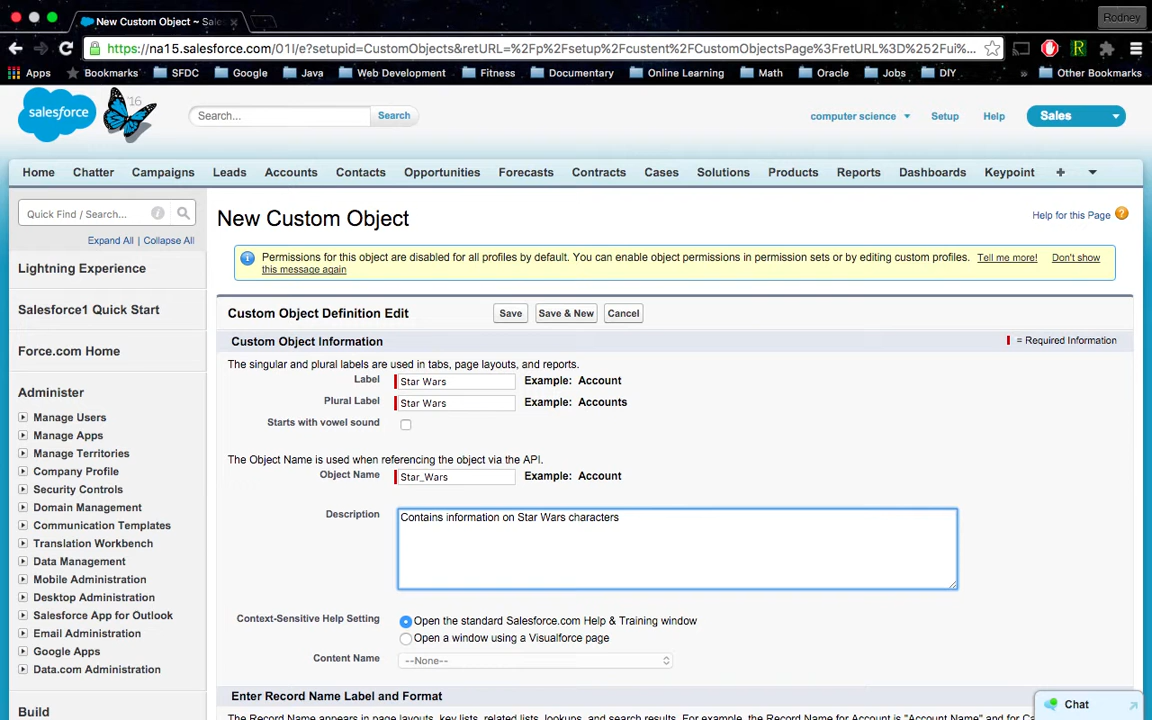 New Custom Object ~ Sale
Rodney
https://na15.salesforce.com/01I/e?setupid=CustomObjects&retURL=%2Fp%2Fsetup%2Fcustent%2FCustomObjectsPage%3FretURL%3D%252Fui%...
Apps Bookmarks SFDC Google Java Web Development Fitness Documentary Online Learning Math Oracle Jobs DIY » Other Bookmarks
salesforce '16
Search... Search
computer science Setup Help Sales
Home Chatter Campaigns Leads Accounts Contacts Opportunities Forecasts Contracts Cases Solutions Products Reports Dashboards Keypoint +
Quick Find / Search...
Expand All | Collapse All
Lightning Experience
Salesforce1 Quick Start
Force.com Home
Administer
Manage Users
Manage Apps
Manage Territories
Company Profile
Security Controls
Domain Management
Communication Templates
Translation Workbench
Data Management
Mobile Administration
Desktop Administration
Salesforce App for Outlook
Email Administration
Google Apps
Data.com Administration
Build
New Custom Object
Help for this Page
Permissions for this object are disabled for all profiles by default. You can enable object permissions in permission sets or by editing custom profiles. Tell me more! Don't show
this message again
Custom Object Definition Edit Save Save & New Cancel
Custom Object Information = Required Information
The singular and plural labels are used in tabs, page layouts, and reports.
Label Star Wars Example: Account
Plural Label Star Wars Example: Accounts
Starts with vowel sound
The Object Name is used when referencing the object via the API.
Object Name Star_Wars Example: Account
Description Contains information on Star Wars characters
Context-Sensitive Help Setting Open the standard Salesforce.com Help & Training window
Open a window using a Visualforce page
Content Name --None--
Enter Record Name Label and Format
The Record Name appears in page layouts, key lists, related lists, lookups, and search results. For example, the Record Name for Account is "Account Name" and for Ca
Chat